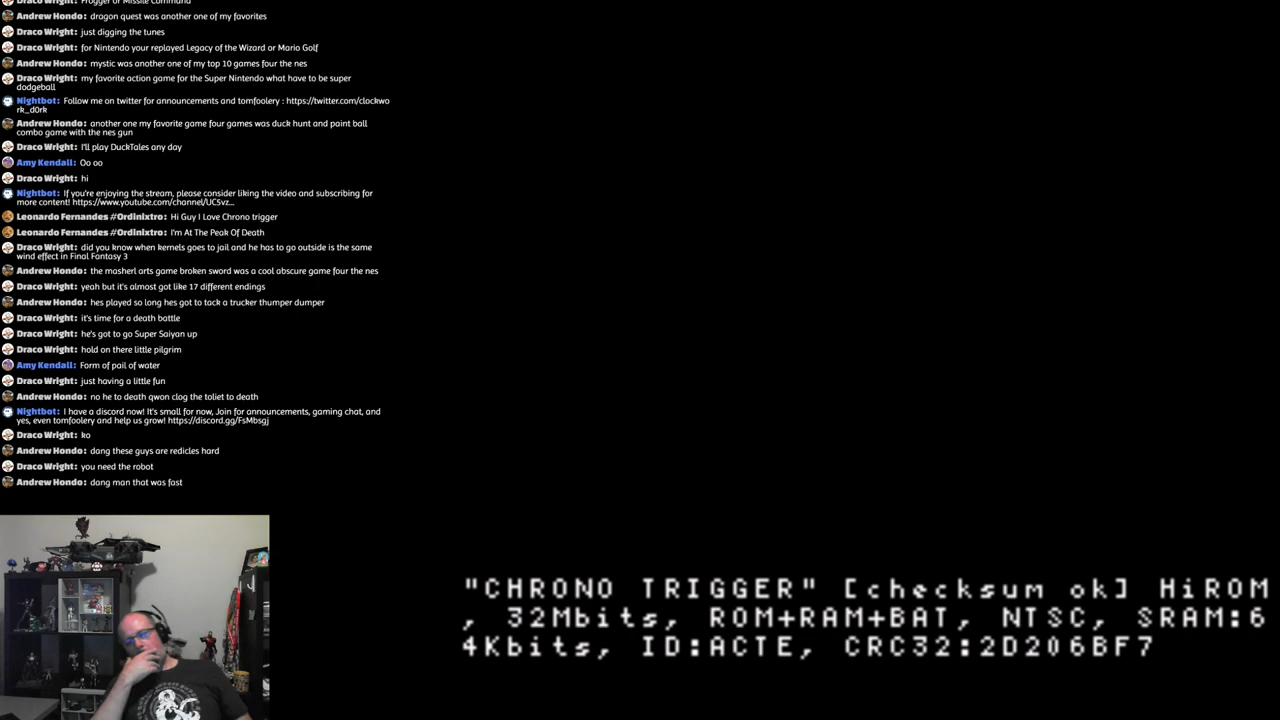 Draco Wright: Frogger or Missile Command
Andrew Hondo: dragon quest was another one of my favorites
Draco Wright: just digging the tunes
Draco Wright: for Nintendo your replayed Legacy of the Wizard or Mario Golf
Andrew Hondo: mystic was another one of my top 10 games four the nes
Draco Wright: my favorite action game for the Super Nintendo what have to be super
dodgeball
Nightbot: Follow me on twitter for announcements and tomfoolery : https://twitter.com/clockwo
rk_d0rk
Andrew Hondo: another one my favorite game four games was duck hunt and paint ball
combo game with the nes gun
Draco Wright: I'll play DuckTales any day
Amy Kendall: Oo oo
Draco Wright: hi
Nightbot: If you're enjoying the stream, please consider liking the video and subscribing for
more content! https://www.youtube.com/channel/UC5vz...
Leonardo Fernandes #Ordinixtro: Hi Guy I Love Chrono trigger
Leonardo Fernandes #Ordinixtro: I'm At The Peak Of Death
Draco Wright: did you know when kernels goes to jail and he has to go outside is the same
wind effect in Final Fantasy 3
Andrew Hondo: the masherl arts game broken sword was a cool abscure game four the nes
Draco Wright: yeah but it's almost got like 17 different endings
Andrew Hondo: hes played so long hes got to tack a trucker thumper dumper
Draco Wright: it's time for a death battle
Draco Wright: he's got to go Super Saiyan up
Draco Wright: hold on there little pilgrim
Amy Kendall: Form of pail of water
Draco Wright: just having a little fun
Andrew Hondo: no he to death qwon clog the toliet to death
Nightbot: I have a discord now! It's small for now, Join for announcements, gaming chat, and
yes, even tomfoolery and help us grow! https://discord.gg/FsMbsgj
Draco Wright: ko
Andrew Hondo: dang these guys are redicles hard
Draco Wright: you need the robot
Andrew Hondo: dang man that was fast
"CHRONO TRIGGER" [checksum ok] HiROM
, 32Mbits, ROM+RAM+BAT, NTSC, SRAM:6
4Kbits, ID:ACTE, CRC32:2D206BF7